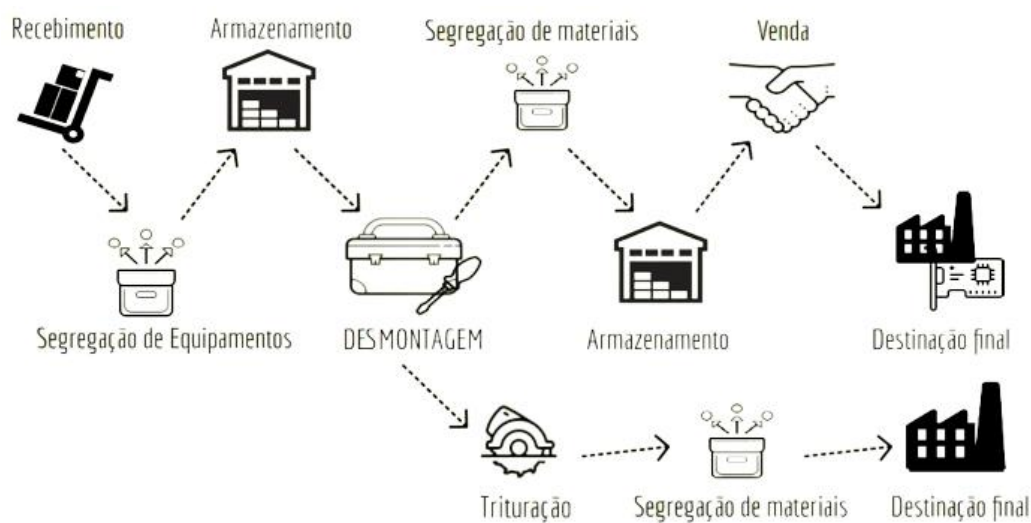 Recebimento
Armazenamento
Segregação de materiais
Venda
Segregação de Equipamentos
DESMONTAGEM
Armazenamento
Destinação final
Trituração
Segregação de materiais
Destinação final